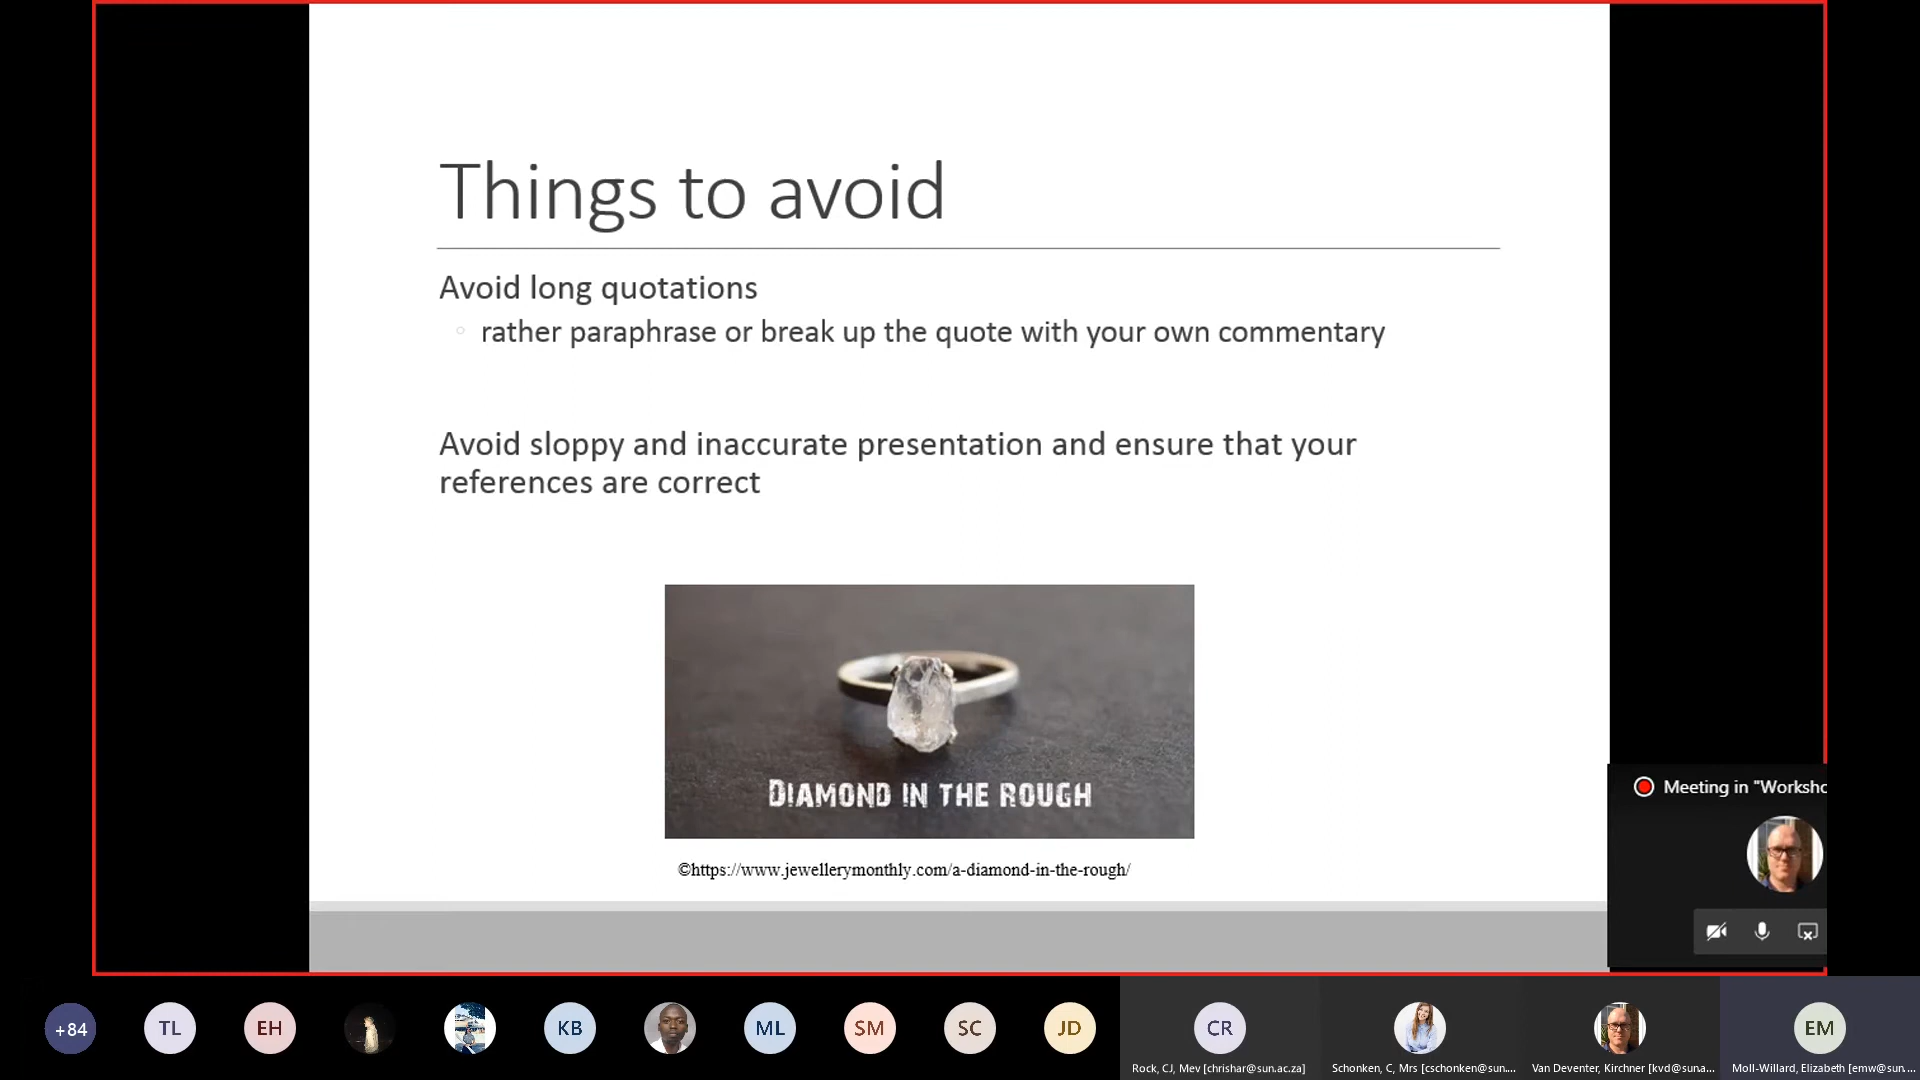 Things to avoid
Avoid long quotations
rather paraphrase or break up the quote with your own commentary
Avoid sloppy and inaccurate presentation and ensure that your
references are correct
DIAMOND IN THE ROUGH
©https://www.jewellerymonthly.com/a-diamond-in-the-rough/
Meeting in "Worksho
+84
TL
EH
KB
ML
SM
SC
JD
CR
EM
Rock, CJ, Mev [chrishar@sun.ac.za]
Schonken, C, Mrs [cschonken@sun....
Van Deventer, Kirchner [kvd@suna...
Moll-Willard, Elizabeth [emw@sun....